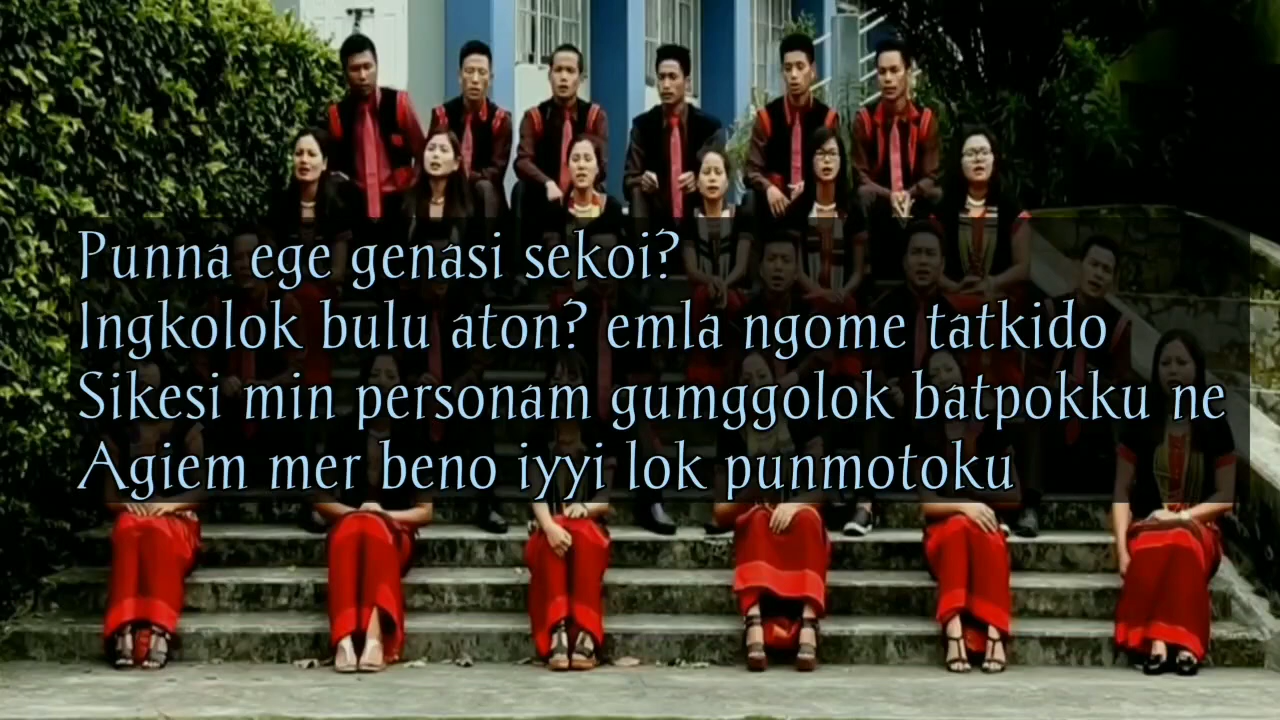 Punna ege genasi sekoi?
Ingkolok bulu aton? emla ngome tatkido
Sikesi min personam gumggolok batpokku ne
Agiem mer beno iyyi lok punmotoku